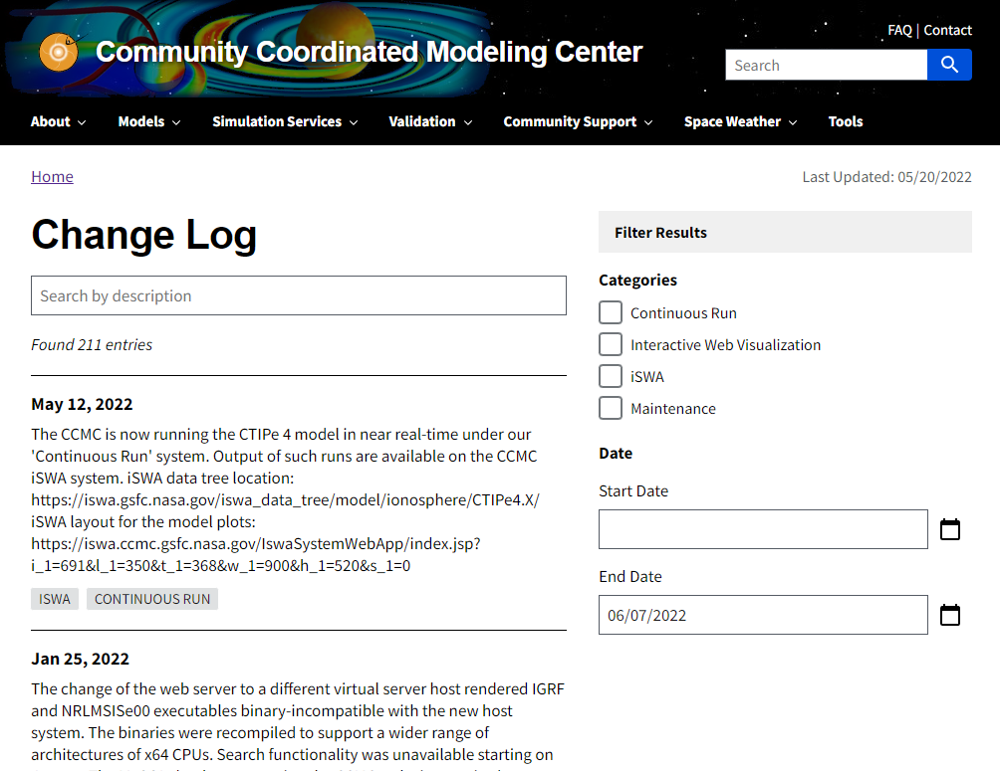 Community Coordinated Modeling Center
FAQ | Contact
Search
About
Models
Simulation Services
Validation
Community Support
Space Weather
Tools
Home
Last Updated: 05/20/2022
Change Log
Search by description
Found 211 entries
May 12, 2022
The CCMC is now running the CTIPe 4 model in near real-time under our
'Continuous Run' system. Output of such runs are available on the CCMC
iSWA system. iSWA data tree location:
https://iswa.gsfc.nasa.gov/iswa_data_tree/model/ionosphere/CTIPe4.X/
iSWA layout for the model plots:
https://iswa.ccmc.gsfc.nasa.gov/IswaSystemWebApp/index.jsp?
i_1=691&l_1=350&t_1=368&w_1=900&h_1=520&s_1=0
ISWA
CONTINUOUS RUN
Jan 25, 2022
The change of the web server to a different virtual server host rendered IGRF
and NRLMSISe00 executables binary-incompatible with the new host
system. The binaries were recompiled to support a wider range of
architectures of x64 CPUs. Search functionality was unavailable starting on
Filter Results
Categories
Continuous Run
Interactive Web Visualization
iSWA
Maintenance
Date
Start Date
End Date
06/07/2022